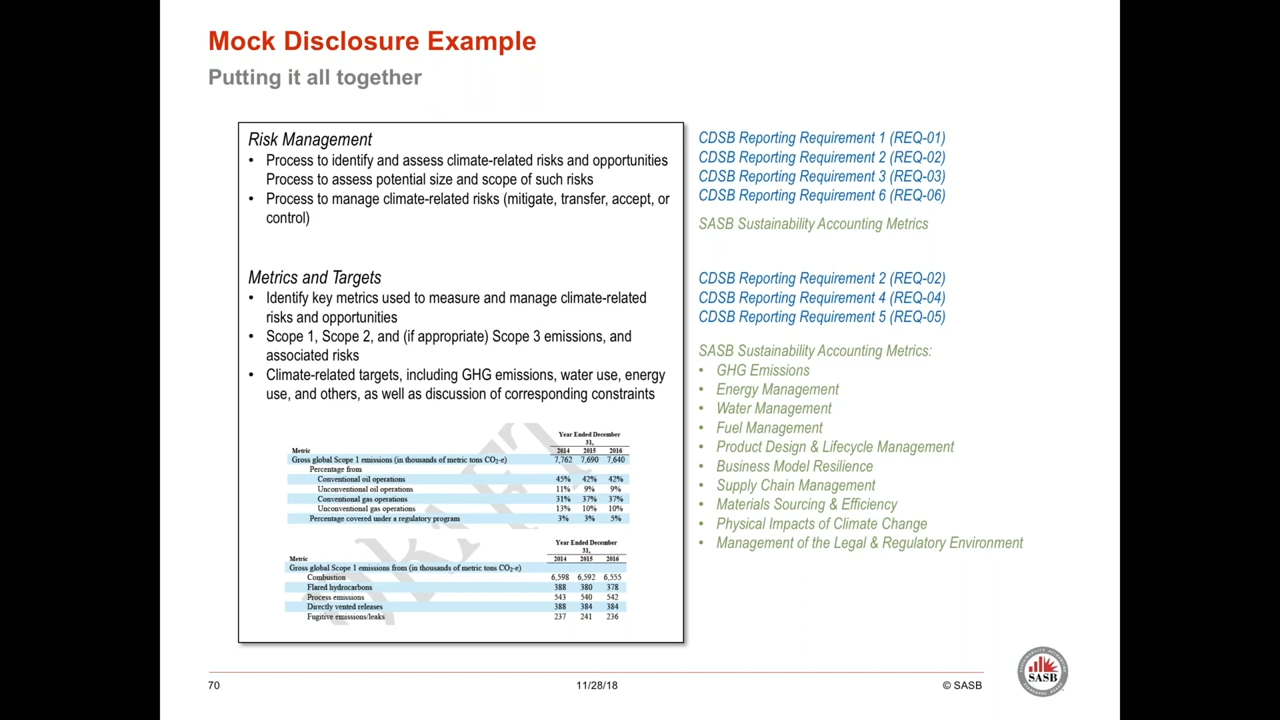 Mock Disclosure Example
Putting it all together
Risk Management
• Process to identify and assess climate-related risks and opportunities
Process to assess potential size and scope of such risks
• Process to manage climate-related risks (mitigate, transfer, accept, or
control)
CDSB Reporting Requirement 1 (REQ-01)
CDSB Reporting Requirement 2 (REQ-02)
CDSB Reporting Requirement 3 (REQ-03)
CDSB Reporting Requirement 6 (REQ-06)
SASB Sustainability Accounting Metrics
Metrics and Targets
• Identify key metrics used to measure and manage climate-related
risks and opportunities
• Scope 1, Scope 2, and (if appropriate) Scope 3 emissions, and
associated risks
• Climate-related targets, including GHG emissions, water use, energy
use, and others, as well as discussion of corresponding constraints
CDSB Reporting Requirement 2 (REQ-02)
CDSB Reporting Requirement 4 (REQ-04)
CDSB Reporting Requirement 5 (REQ-05)
SASB Sustainability Accounting Metrics:
• GHG Emissions
• Energy Management
• Water Management
• Fuel Management
• Product Design & Lifecycle Management
• Business Model Resilience
• Supply Chain Management
• Materials Sourcing & Efficiency
• Physical Impacts of Climate Change
• Management of the Legal & Regulatory Environment
Year Ended December
31,
Metric 2014 2015 2016
Gross global Scope 1 emissions (in thousands of metric tons CO2-e) 7,762 7,690 7,640
Percentage from
Conventional oil operations 45% 42% 42%
Unconventional oil operations 11% 9% 9%
Conventional gas operations 31% 37% 37%
Unconventional gas operations 13% 10% 10%
Percentage covered under a regulatory program 3% 3% 5%
Year Ended December
31,
Metric 2014 2015 2016
Gross global Scope 1 emissions from (in thousands of metric tons CO2-e)
Combustion 6,598 6,592 6,555
Flared hydrocarbons 388 380 378
Process emissions 543 540 542
Directly vented releases 388 384 384
Fugitive emissions/leaks 237 241 236
DRAFT
70
11/28/18
© SASB
SASB